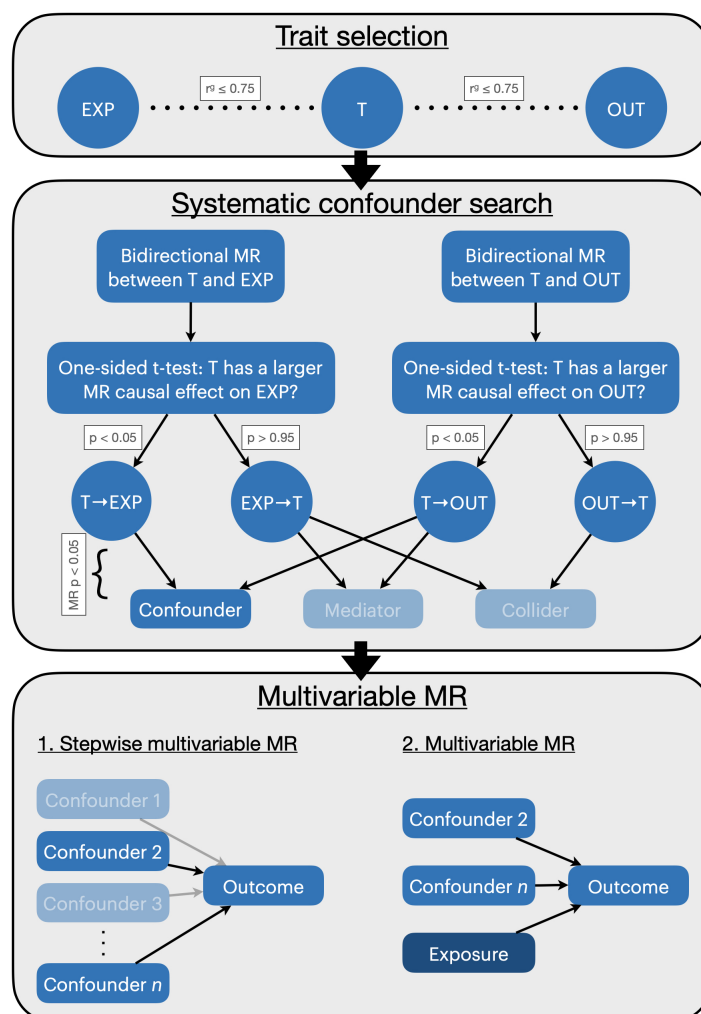 Trait selection
EXP
rᵍ ≤ 0.75
T
rᵍ ≤ 0.75
OUT
Systematic confounder search
Bidirectional MR
between T and EXP
Bidirectional MR
between T and OUT
One-sided t-test: T has a larger
MR causal effect on EXP?
One-sided t-test: T has a larger
MR causal effect on OUT?
p < 0.05
p > 0.95
p < 0.05
p > 0.95
T→EXP
EXP→T
T→OUT
OUT→T
MR p < 0.05
Confounder
Mediator
Collider
Multivariable MR
1. Stepwise multivariable MR
Confounder 1
Confounder 2
Confounder 3
Confounder n
Outcome
2. Multivariable MR
Confounder 2
Confounder n
Exposure
Outcome